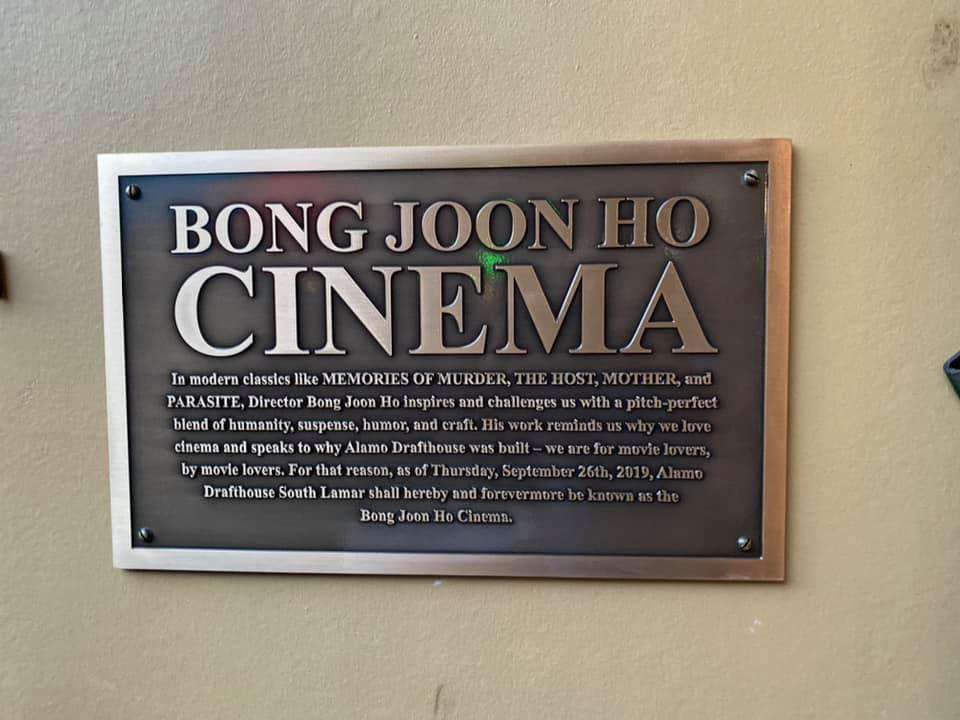 BONG JOON HO
CINEMA
In modern classics like MEMORIES OF MURDER, THE HOST, MOTHER, and
PARASITE, Director Bong Joon Ho inspires and challenges us with a pitch-perfect
blend of humanity, suspense, humor, and craft. His work reminds us why we love
cinema and speaks to why Alamo Drafthouse was built – we are for movie lovers,
by movie lovers. For that reason, as of Thursday, September 26th, 2019, Alamo
Drafthouse South Lamar shall hereby and forevermore be known as the
Bong Joon Ho Cinema.